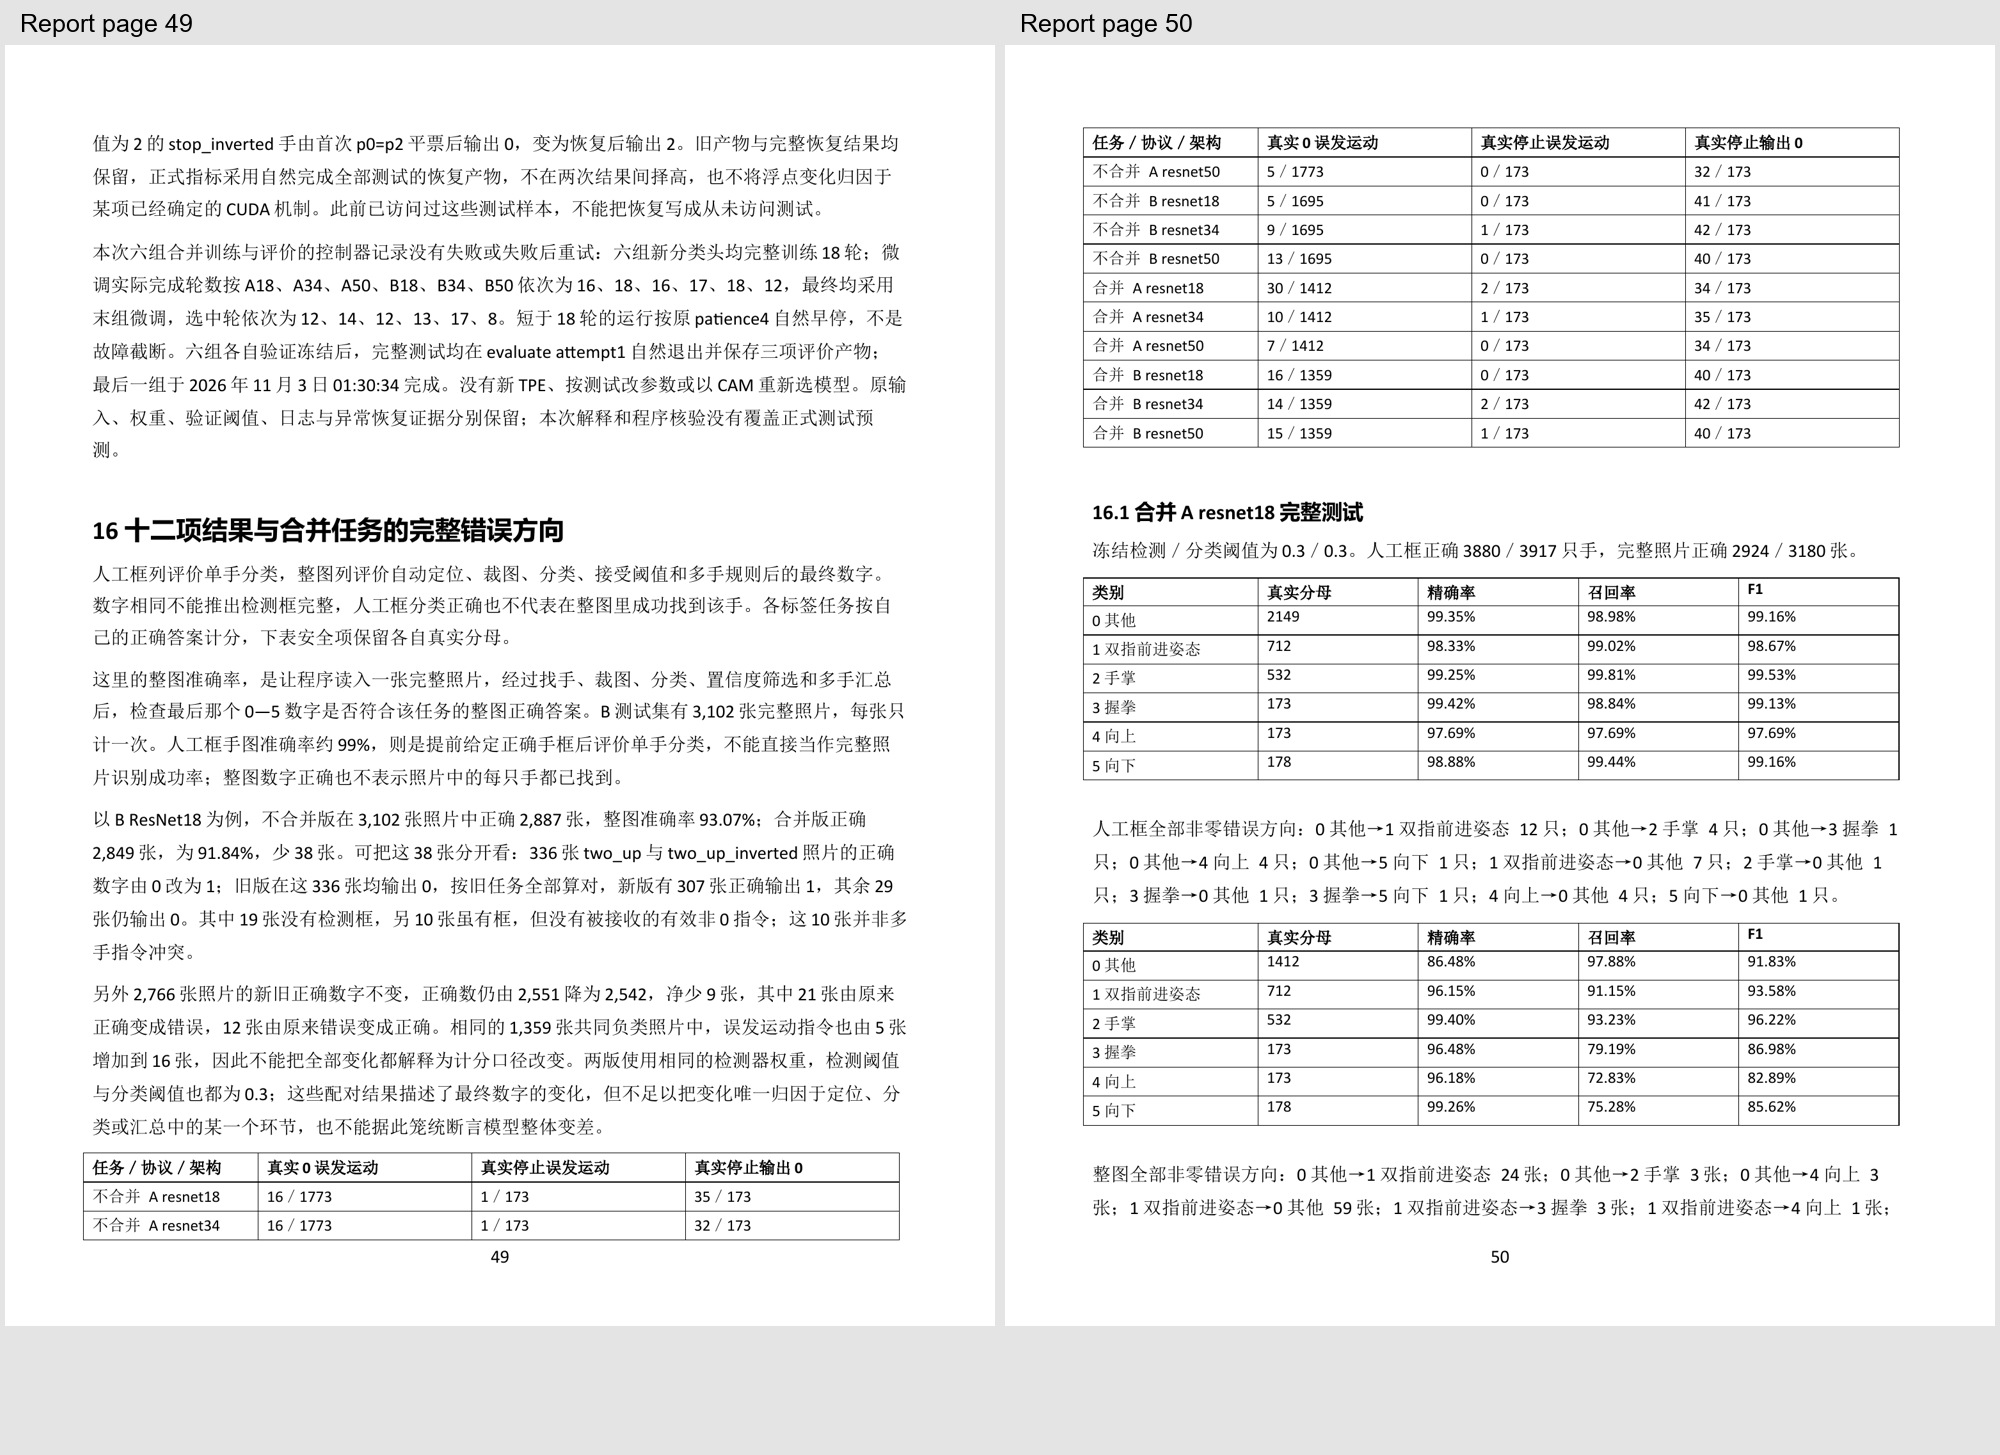 Report page 49
值为 2 的 stop_inverted 手由首次 p0=p2 平票后输出 0，变为恢复后输出 2。旧产物与完整恢复结果均
保留，正式指标采用自然完成全部测试的恢复产物，不在两次结果间择高，也不将浮点变化归因于
某项已经确定的 CUDA 机制。此前已访问过这些测试样本，不能把恢复写成从未访问测试。
本次六组合并训练与评价的控制器记录没有失败或失败后重试：六组新分类头均完整训练 18 轮；微
调实际完成轮数按 A18、A34、A50、B18、B34、B50 依次为 16、18、16、17、18、12，最终均采用
末组微调，选中轮依次为 12、14、12、13、17、8。短于 18 轮的运行按原 patience4 自然早停，不是
故障截断。六组各自验证冻结后，完整测试均在 evaluate attempt1 自然退出并保存三项评价产物；
最后一组于 2026 年 11 月 3 日 01:30:34 完成。没有新 TPE、按测试改参数或以 CAM 重新选模型。原输
入、权重、验证阈值、日志与异常恢复证据分别保留；本次解释和程序核验没有覆盖正式测试预
测。
16 十二项结果与合并任务的完整错误方向
人工框列评价单手分类，整图列评价自动定位、裁图、分类、接受阈值和多手规则后的最终数字。
数字相同不能推出检测框完整，人工框分类正确也不代表在整图里成功找到该手。各标签任务按自
己的正确答案计分，下表安全项保留各自真实分母。
这里的整图准确率，是让程序读入一张完整照片，经过找手、裁图、分类、置信度筛选和多手汇总
后，检查最后那个 0—5 数字是否符合该任务的整图正确答案。B 测试集有 3,102 张完整照片，每张只
计一次。人工框手图准确率约 99%，则是提前给定正确手框后评价单手分类，不能直接当作完整照
片识别成功率；整图数字正确也不表示照片中的每只手都已找到。
以 B ResNet18 为例，不合并版在 3,102 张照片中正确 2,887 张，整图准确率 93.07%；合并版正确
2,849 张，为 91.84%，少 38 张。可把这 38 张分开看：336 张 two_up 与 two_up_inverted 照片的正确
数字由 0 改为 1；旧版在这 336 张均输出 0，按旧任务全部算对，新版有 307 张正确输出 1，其余 29
张仍输出 0。其中 19 张没有检测框，另 10 张虽有框，但没有被接收的有效非 0 指令；这 10 张并非多
手指令冲突。
另外 2,766 张照片的新旧正确数字不变，正确数仍由 2,551 降为 2,542，净少 9 张，其中 21 张由原来
正确变成错误，12 张由原来错误变成正确。相同的 1,359 张共同负类照片中，误发运动指令也由 5 张
增加到 16 张，因此不能把全部变化都解释为计分口径改变。两版使用相同的检测器权重，检测阈值
与分类阈值也都为 0.3；这些配对结果描述了最终数字的变化，但不足以把变化唯一归因于定位、分
类或汇总中的某一个环节，也不能据此笼统断言模型整体变差。
任务 / 协议 / 架构 真实 0 误发运动 真实停止误发运动 真实停止输出 0
不合并 A resnet18 16 / 1773 1 / 173 35 / 173
不合并 A resnet34 16 / 1773 1 / 173 32 / 173
49
Report page 50
任务 / 协议 / 架构 真实 0 误发运动 真实停止误发运动 真实停止输出 0
不合并 A resnet50 5 / 1773 0 / 173 32 / 173
不合并 B resnet18 5 / 1695 0 / 173 41 / 173
不合并 B resnet34 9 / 1695 1 / 173 42 / 173
不合并 B resnet50 13 / 1695 0 / 173 40 / 173
合并 A resnet18 30 / 1412 2 / 173 34 / 173
合并 A resnet34 10 / 1412 1 / 173 35 / 173
合并 A resnet50 7 / 1412 0 / 173 34 / 173
合并 B resnet18 16 / 1359 0 / 173 40 / 173
合并 B resnet34 14 / 1359 2 / 173 42 / 173
合并 B resnet50 15 / 1359 1 / 173 40 / 173
16.1 合并 A resnet18 完整测试
冻结检测 / 分类阈值为 0.3 / 0.3。人工框正确 3880 / 3917 只手，完整照片正确 2924 / 3180 张。
类别 真实分母 精确率 召回率 F1
0 其他 2149 99.35% 98.98% 99.16%
1 双指前进姿态 712 98.33% 99.02% 98.67%
2 手掌 532 99.25% 99.81% 99.53%
3 握拳 173 99.42% 98.84% 99.13%
4 向上 173 97.69% 97.69% 97.69%
5 向下 178 98.88% 99.44% 99.16%
人工框全部非零错误方向：0 其他→1 双指前进姿态 12 只；0 其他→2 手掌 4 只；0 其他→3 握拳 1
只；0 其他→4 向上 4 只；0 其他→5 向下 1 只；1 双指前进姿态→0 其他 7 只；2 手掌→0 其他 1
只；3 握拳→0 其他 1 只；3 握拳→5 向下 1 只；4 向上→0 其他 4 只；5 向下→0 其他 1 只。
类别 真实分母 精确率 召回率 F1
0 其他 1412 86.48% 97.88% 91.83%
1 双指前进姿态 712 96.15% 91.15% 93.58%
2 手掌 532 99.40% 93.23% 96.22%
3 握拳 173 96.48% 79.19% 86.98%
4 向上 173 96.18% 72.83% 82.89%
5 向下 178 99.26% 75.28% 85.62%
整图全部非零错误方向：0 其他→1 双指前进姿态 24 张；0 其他→2 手掌 3 张；0 其他→4 向上 3
张；1 双指前进姿态→0 其他 59 张；1 双指前进姿态→3 握拳 3 张；1 双指前进姿态→4 向上 1 张；
50